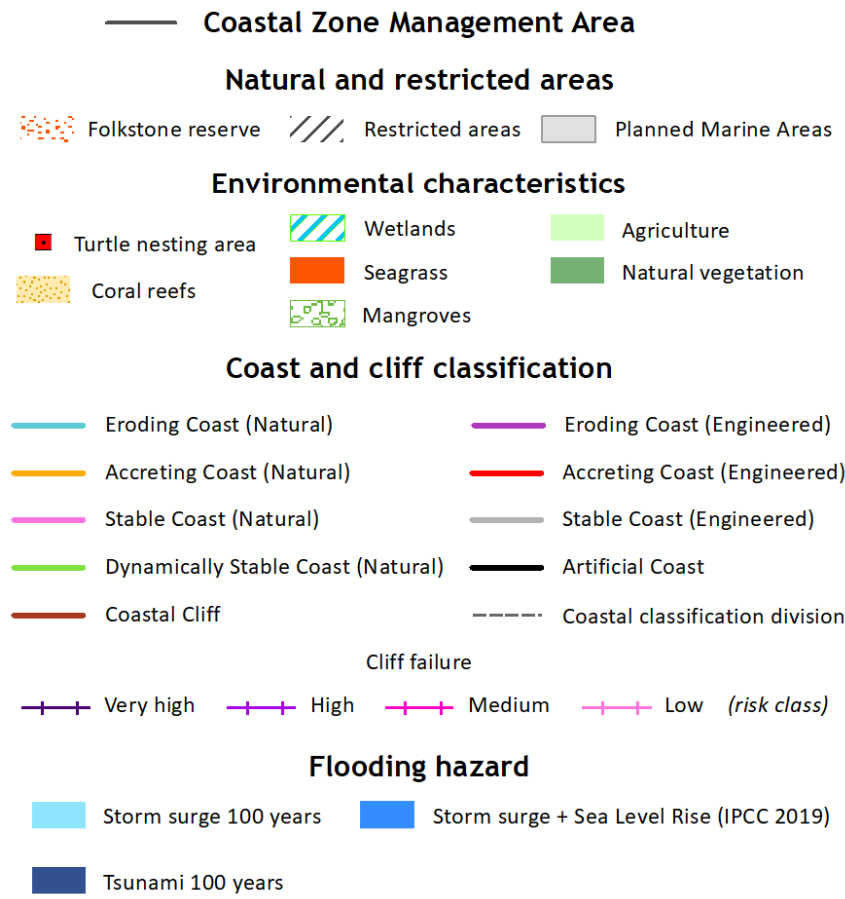 Coastal Zone Management Area
Natural and restricted areas
Folkstone reserve Restricted areas Planned Marine Areas
Environmental characteristics
Wetlands Agriculture
Turtle nesting area
Seagrass Natural vegetation
Coral reefs
Mangroves
Coast and cliff classification
Eroding Coast (Natural) Eroding Coast (Engineered)
Accreting Coast (Natural) Accreting Coast (Engineered)
Stable Coast (Natural) Stable Coast (Engineered)
Dynamically Stable Coast (Natural) Artificial Coast
Coastal Cliff Coastal classification division
Cliff failure
Very high High Medium Low (risk class)
Flooding hazard
Storm surge 100 years Storm surge + Sea Level Rise (IPCC 2019)
Tsunami 100 years